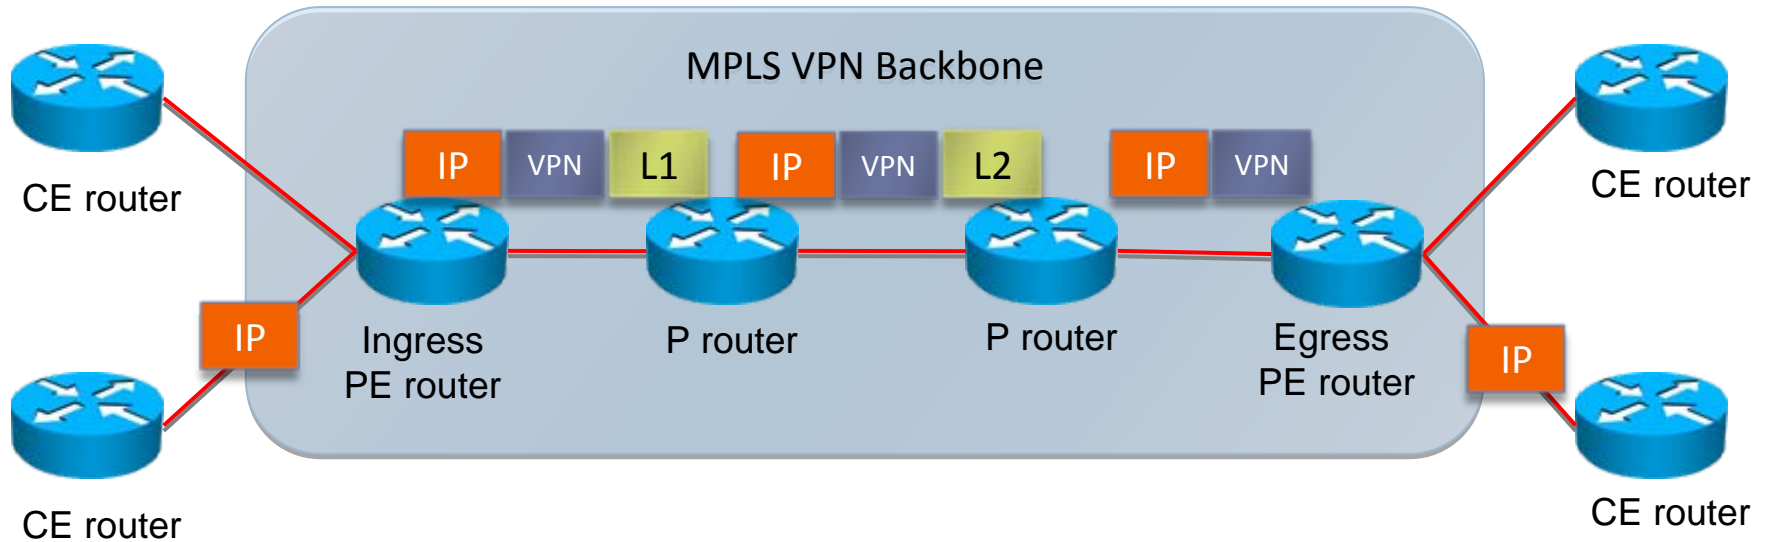 MPLS VPN Backbone
IP VPN L1 IP VPN L2 IP VPN
CE router
CE router
IP
Ingress
PE router
P router
P router
Egress
PE router
IP
CE router
CE router